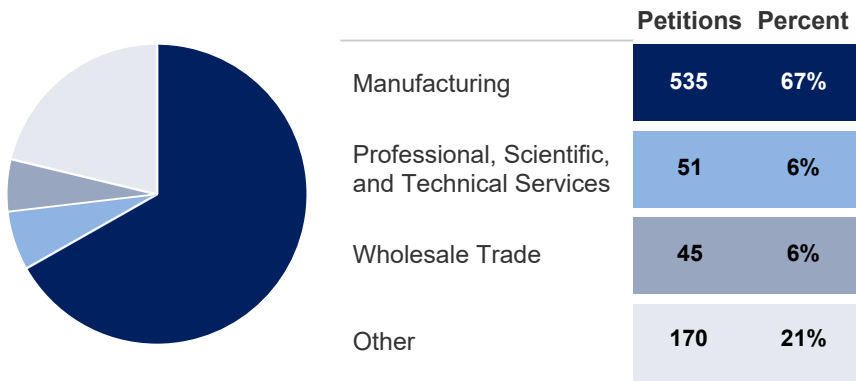 Petitions Percent
Manufacturing 535 67%
Professional, Scientific,
and Technical Services 51 6%
Wholesale Trade 45 6%
Other 170 21%